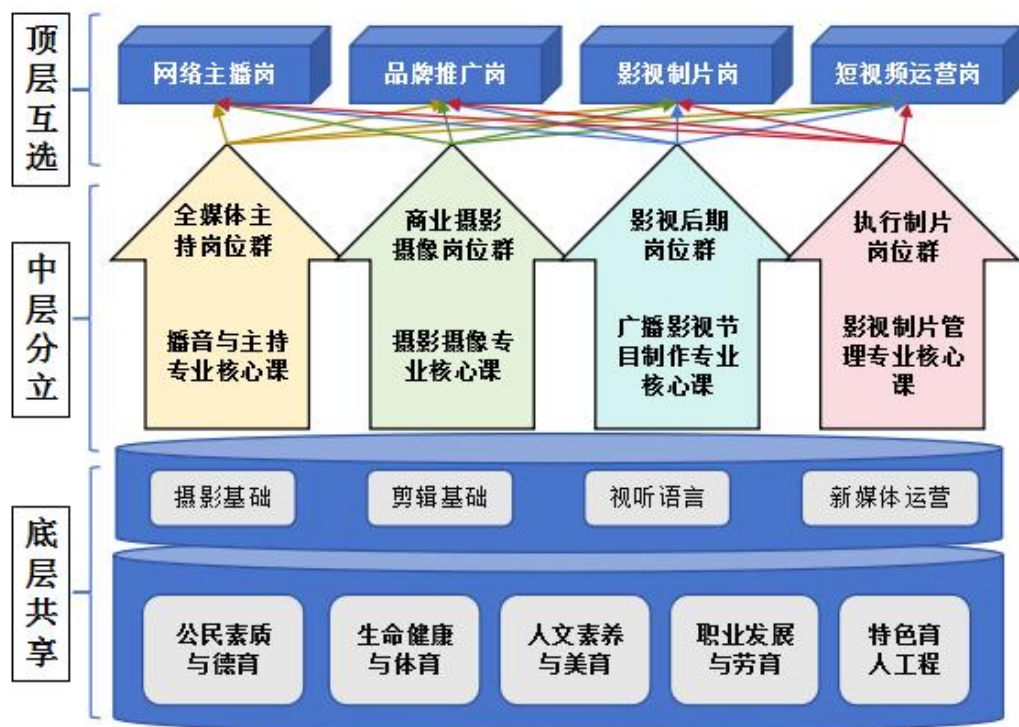 顶层互选
网络主播岗
品牌推广岗
影视制片岗
短视频运营岗
中层分立
全媒体主
持岗位群
播音与主持
专业核心课
商业摄影
摄像岗位群
摄影摄像专
业核心课
影视后期
岗位群
广播影视节
目制作专业
核心课
执行制片
岗位群
影视制片管
理专业核心
课
底层共享
摄影基础
剪辑基础
视听语言
新媒体运营
公民素质
与德育
生命健康
与体育
人文素养
与美育
职业发展
与劳育
特色育
人工程